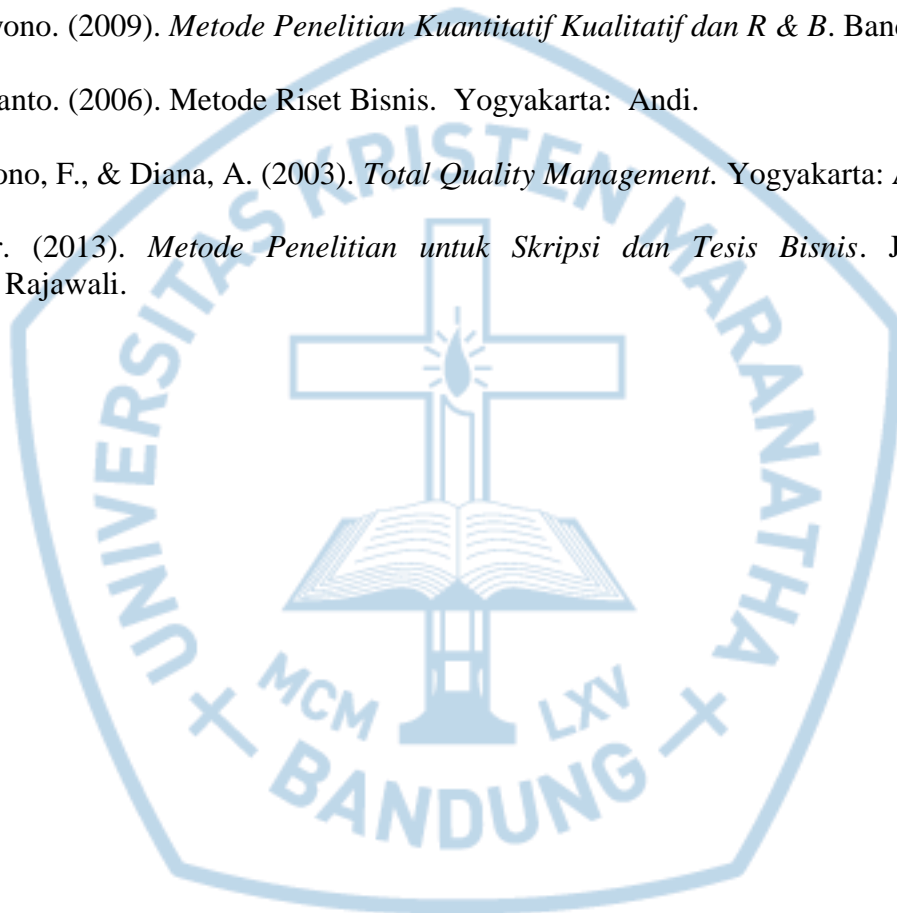 yono. (2009). Metode Penelitian Kuantitatif Kualitatif dan R & B. Band
anto. (2006). Metode Riset Bisnis. Yogyakarta: Andi.
ono, F., & Diana, A. (2003). Total Quality Management. Yogyakarta: A
r. (2013). Metode Penelitian untuk Skripsi dan Tesis Bisnis. J
Rajawali.
UNIVERSITAS KRISTEN MARANATHA
MCM LXV
BANDUNG